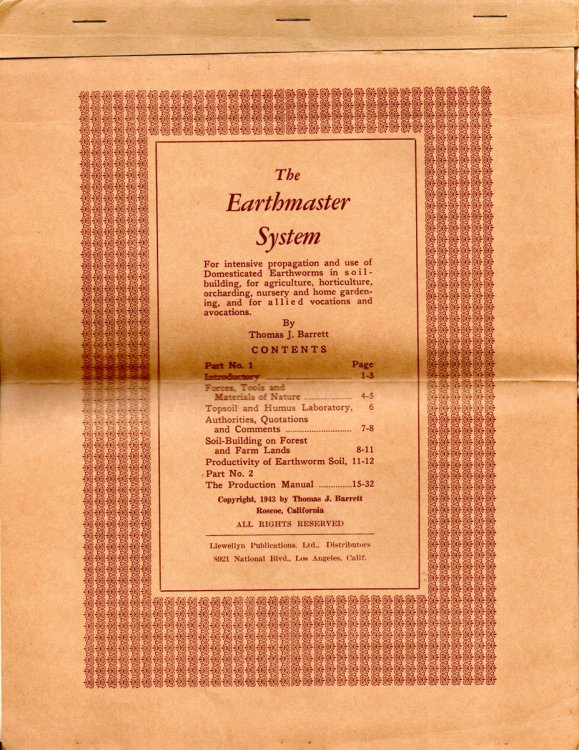 The
Earthmaster
System
For intensive propagation and use of
Domesticated Earthworms in soil-
building, for agriculture, horticulture,
orcharding, nursery and home garden-
ing, and for allied vocations and
avocations.
By
Thomas J. Barrett
CONTENTS
Part No. 1 Page
Introductory 1-3
Forces, Tools and
Materials of Nature ................ 4-5
Topsoil and Humus Laboratory, 6
Authorities, Quotations
and Comments .................... 7-8
Soil-Building on Forest
and Farm Lands 8-11
Productivity of Earthworm Soil, 11-12
Part No. 2
The Production Manual ............15-32
Copyright, 1943 by Thomas J. Barrett
Roscoe, California
ALL RIGHTS RESERVED
Llewellyn Publications, Ltd., Distributors
8921 National Blvd., Los Angeles, Calif.